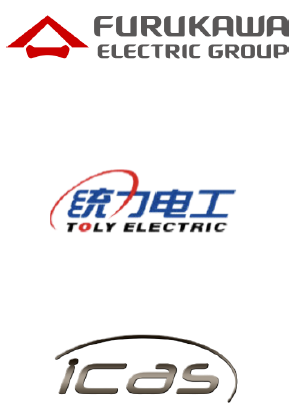 FURUKAWA
ELECTRIC GROUP
统力电工
TOLY ELECTRIC
icas